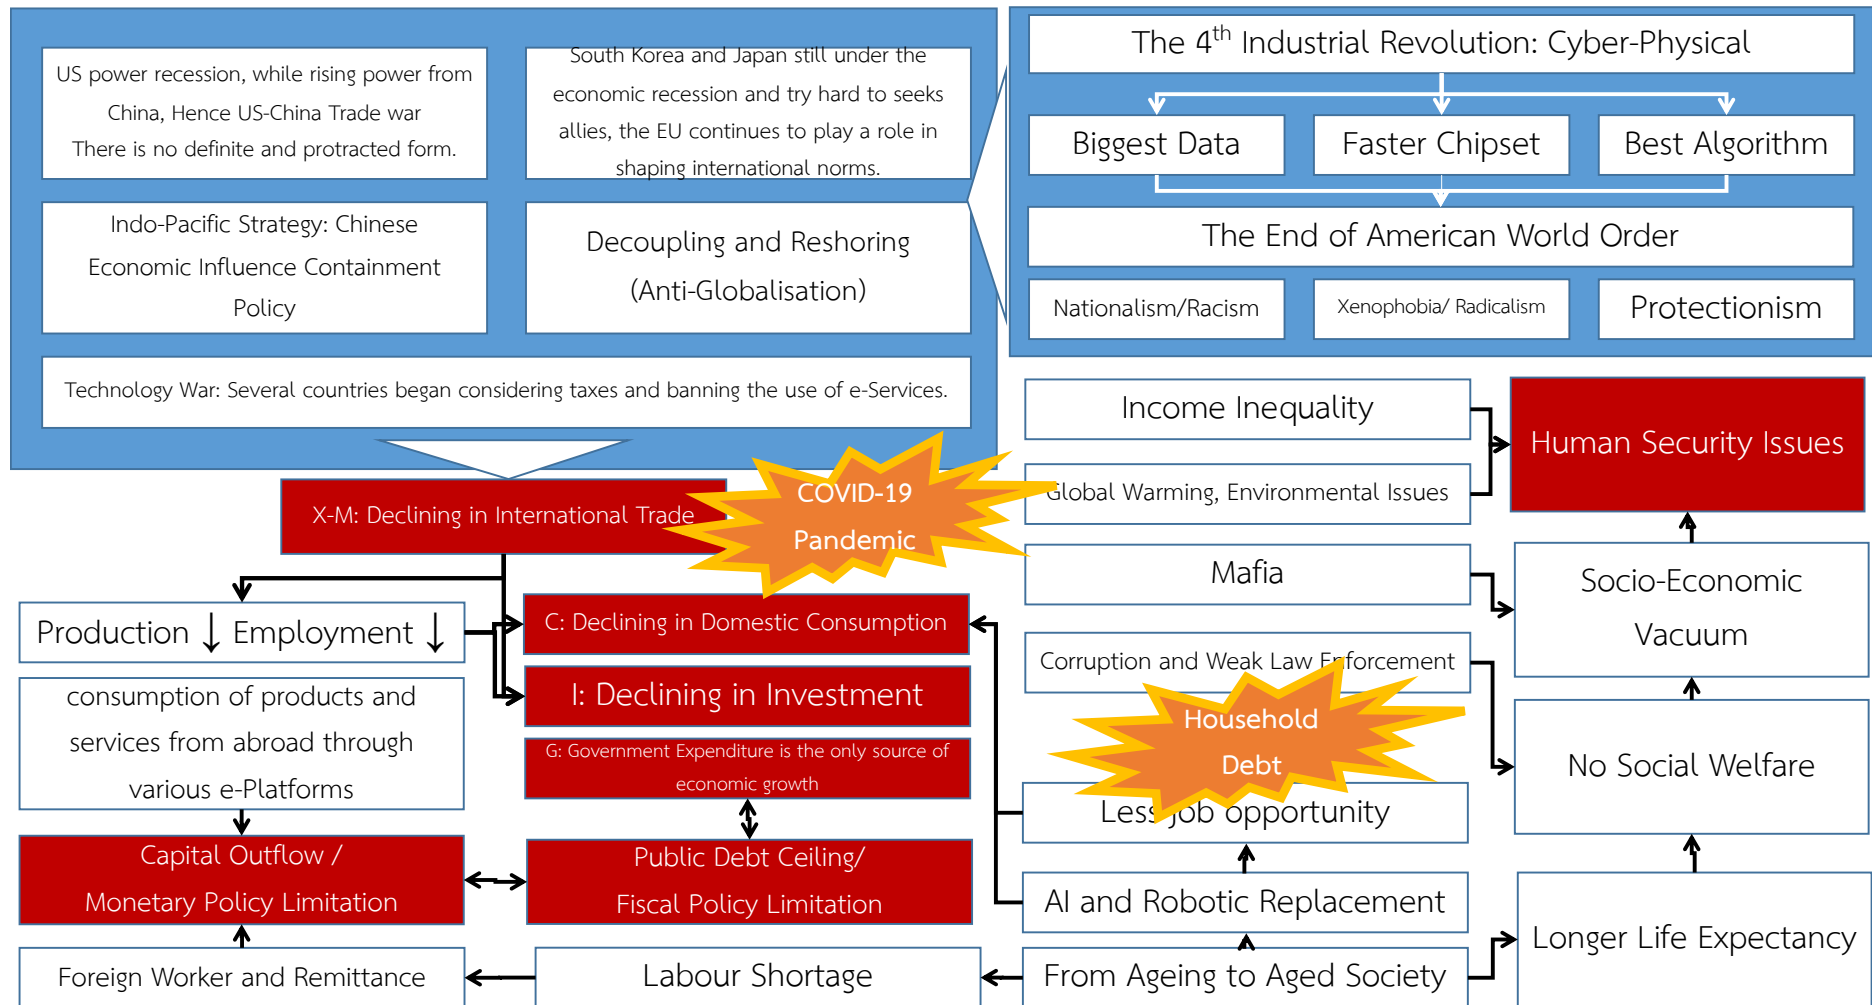 US power recession, while rising power from
China, Hence US-China Trade war
There is no definite and protracted form.
South Korea and Japan still under the
economic recession and try hard to seeks
allies, the EU continues to play a role in
shaping international norms.
Indo-Pacific Strategy: Chinese
Economic Influence Containment
Policy
Decoupling and Reshoring
(Anti-Globalisation)
Technology War: Several countries began considering taxes and banning the use of e-Services.
The 4th Industrial Revolution: Cyber-Physical
Biggest Data
Faster Chipset
Best Algorithm
The End of American World Order
Nationalism/Racism
Xenophobia/ Radicalism
Protectionism
X-M: Declining in International Trade
COVID-19
Pandemic
Production ↓ Employment ↓
C: Declining in Domestic Consumption
I: Declining in Investment
G: Government Expenditure is the only source of
economic growth
consumption of products and
services from abroad through
various e-Platforms
Capital Outflow /
Monetary Policy Limitation
Public Debt Ceiling/
Fiscal Policy Limitation
Foreign Worker and Remittance
Labour Shortage
Income Inequality
Global Warming, Environmental Issues
Human Security Issues
Mafia
Socio-Economic
Vacuum
Corruption and Weak Law Enforcement
Household
Debt
No Social Welfare
Less job opportunity
AI and Robotic Replacement
From Ageing to Aged Society
Longer Life Expectancy